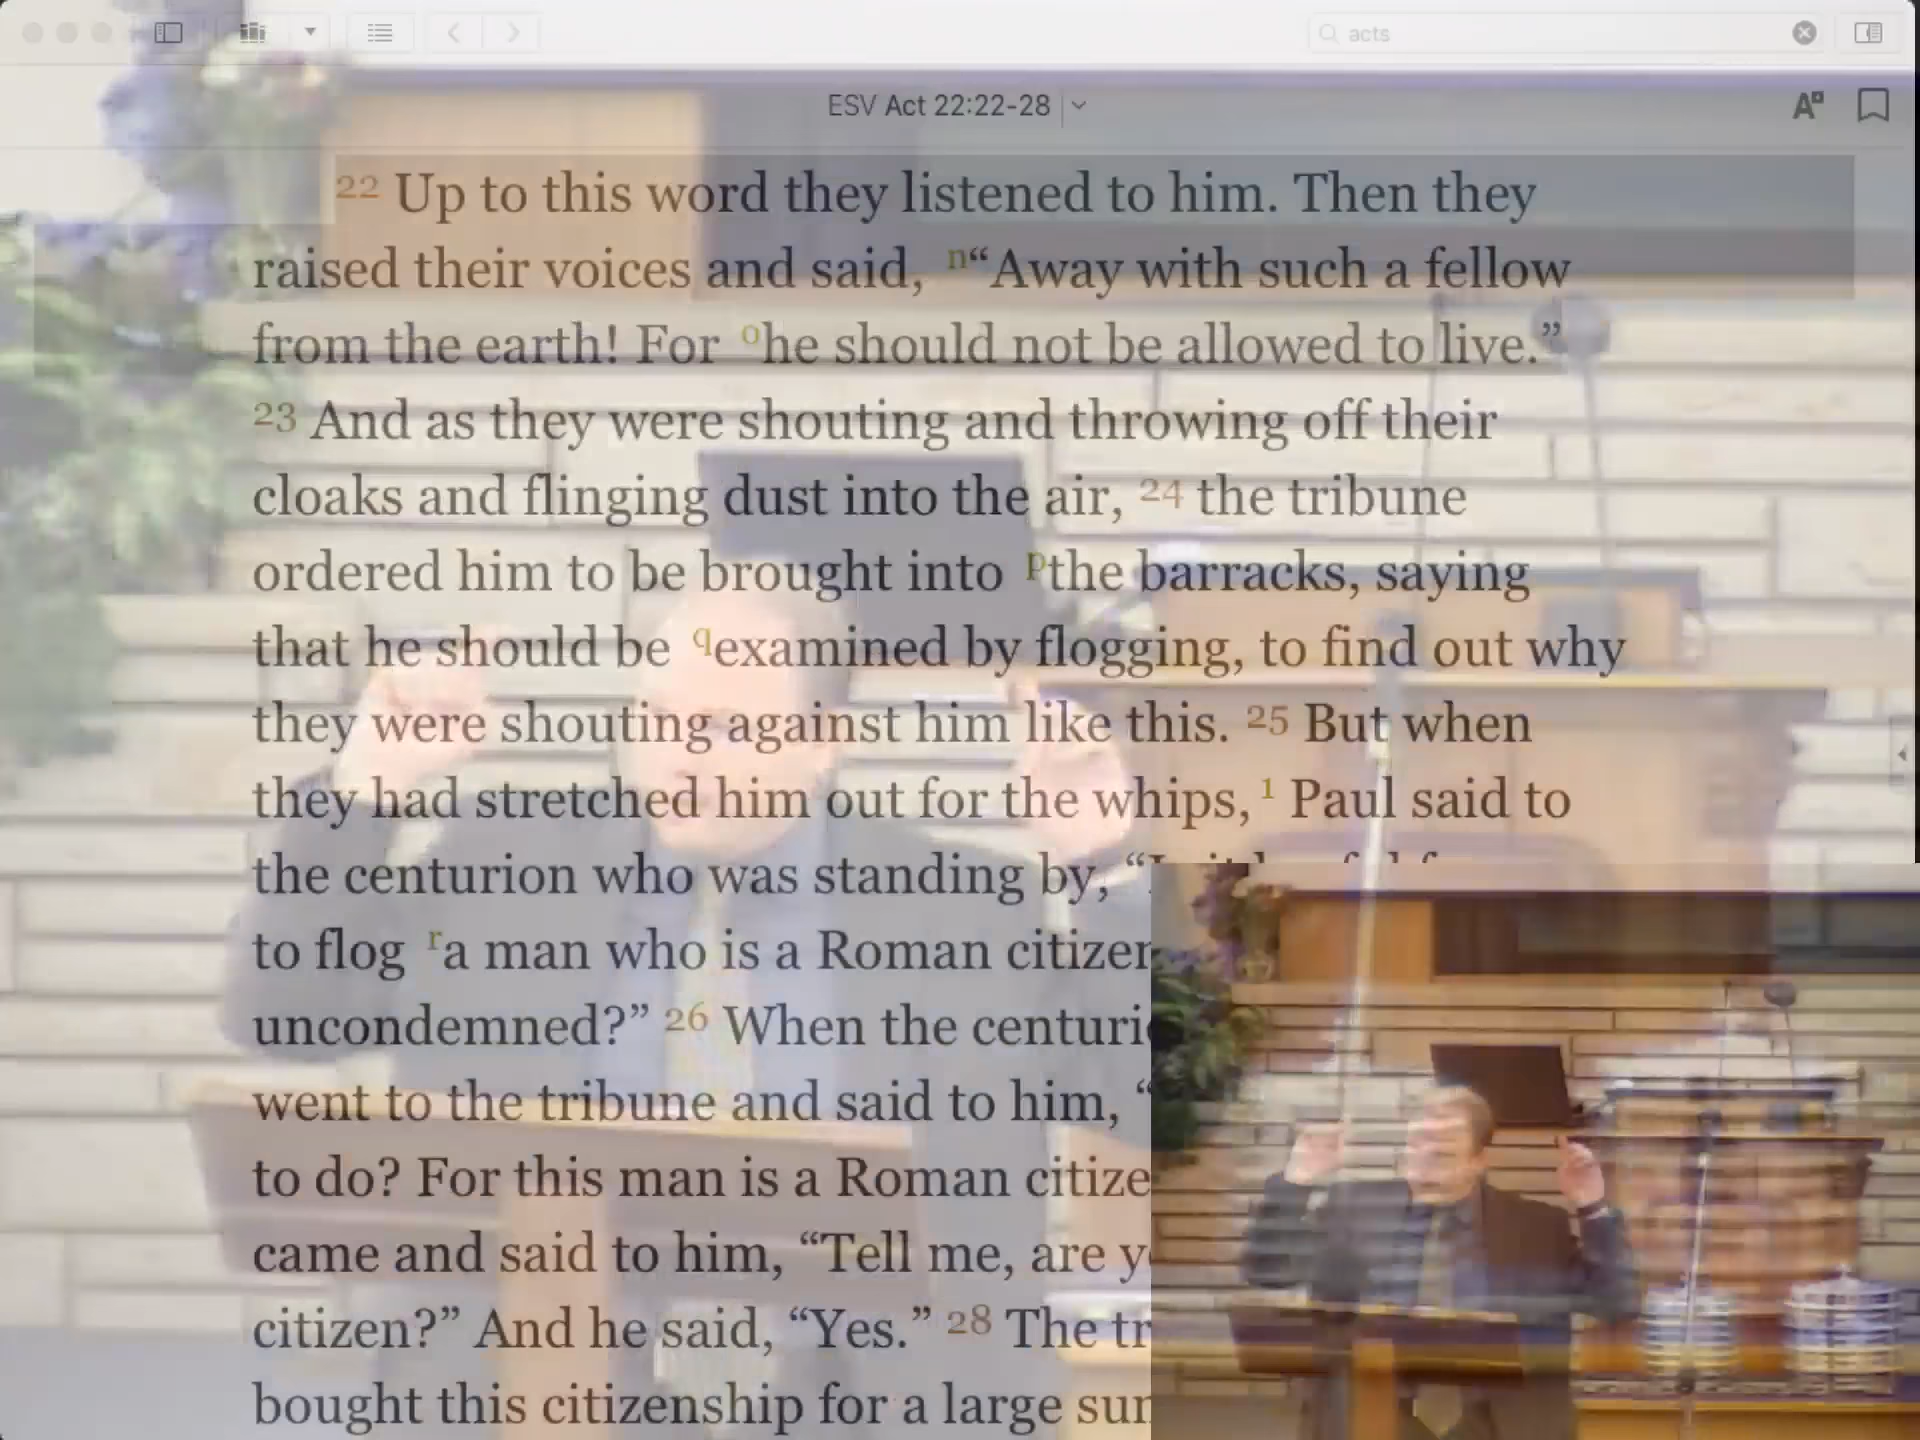 acts
ESV Act 22:22-28
22 Up to this word they listened to him. Then they
raised their voices and said, n“Away with such a fellow
from the earth! For ohe should not be allowed to live.”
23 And as they were shouting and throwing off their
cloaks and flinging dust into the air, 24 the tribune
ordered him to be brought into pthe barracks, saying
that he should be qexamined by flogging, to find out why
they were shouting against him like this. 25 But when
they had stretched him out for the whips,1 Paul said to
the centurion who was standing by, “
to flog ra man who is a Roman citizen
uncondemned?” 26 When the centuri
went to the tribune and said to him, “
to do? For this man is a Roman citize
came and said to him, “Tell me, are y
citizen?” And he said, “Yes.” 28 The tr
bought this citizenship for a large sum